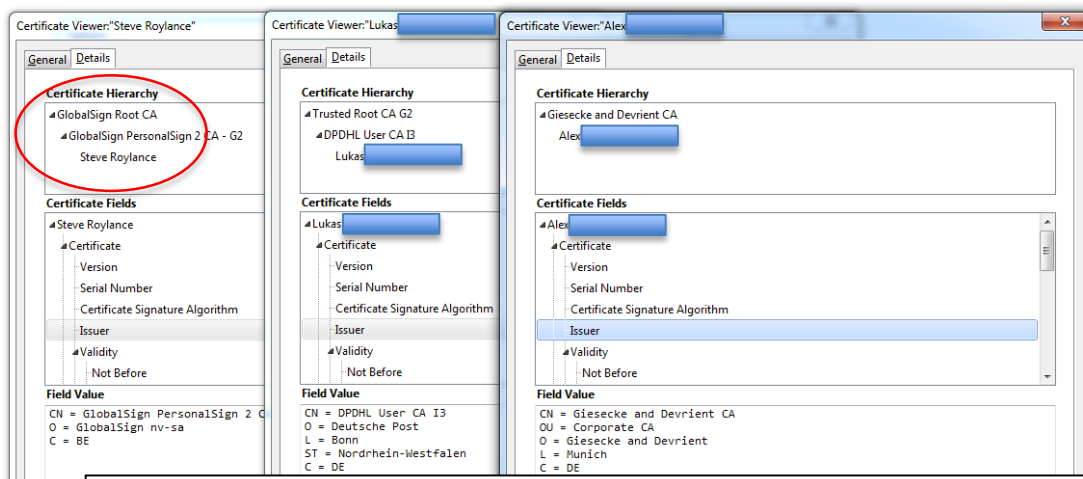 Certificate Viewer:"Steve Roylance"
General Details
Certificate Hierarchy
GlobalSign Root CA
GlobalSign PersonalSign 2 CA - G2
Steve Roylance
Certificate Fields
Steve Roylance
Certificate
Version
Serial Number
Certificate Signature Algorithm
Issuer
Validity
Not Before
Field Value
CN = GlobalSign PersonalSign 2 C
O = GlobalSign nv-sa
C = BE
Certificate Viewer:"Lukas
General Details
Certificate Hierarchy
Trusted Root CA G2
DPDHL User CA I3
Lukas
Certificate Fields
Lukas
Certificate
Version
Serial Number
Certificate Signature Algorithm
Issuer
Validity
Not Before
Field Value
CN = DPDHL User CA I3
O = Deutsche Post
L = Bonn
ST = Nordrhein-Westfalen
C = DE
Certificate Viewer:"Alex
General Details
Certificate Hierarchy
Giesecke and Devrient CA
Alex
Certificate Fields
Alex
Certificate
Version
Serial Number
Certificate Signature Algorithm
Issuer
Validity
Not Before
Field Value
CN = Giesecke and Devrient CA
OU = Corporate CA
O = Giesecke and Devrient
L = Munich
C = DE